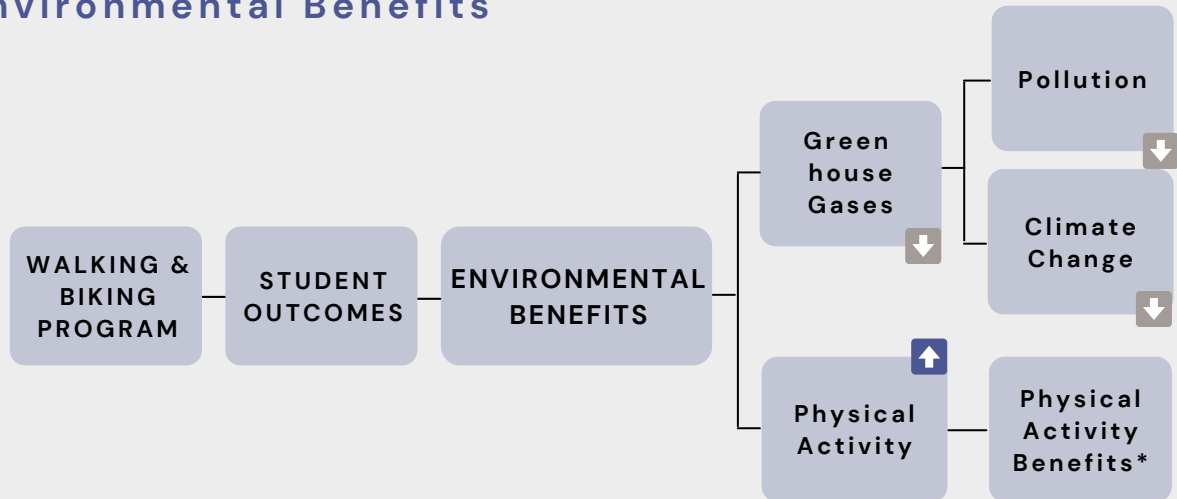 nvironmental Benefits
WALKING &
BIKING
PROGRAM
STUDENT
OUTCOMES
ENVIRONMENTAL
BENEFITS
Green
house
Gases
Pollution
Climate
Change
Physical
Activity
Physical
Activity
Benefits*